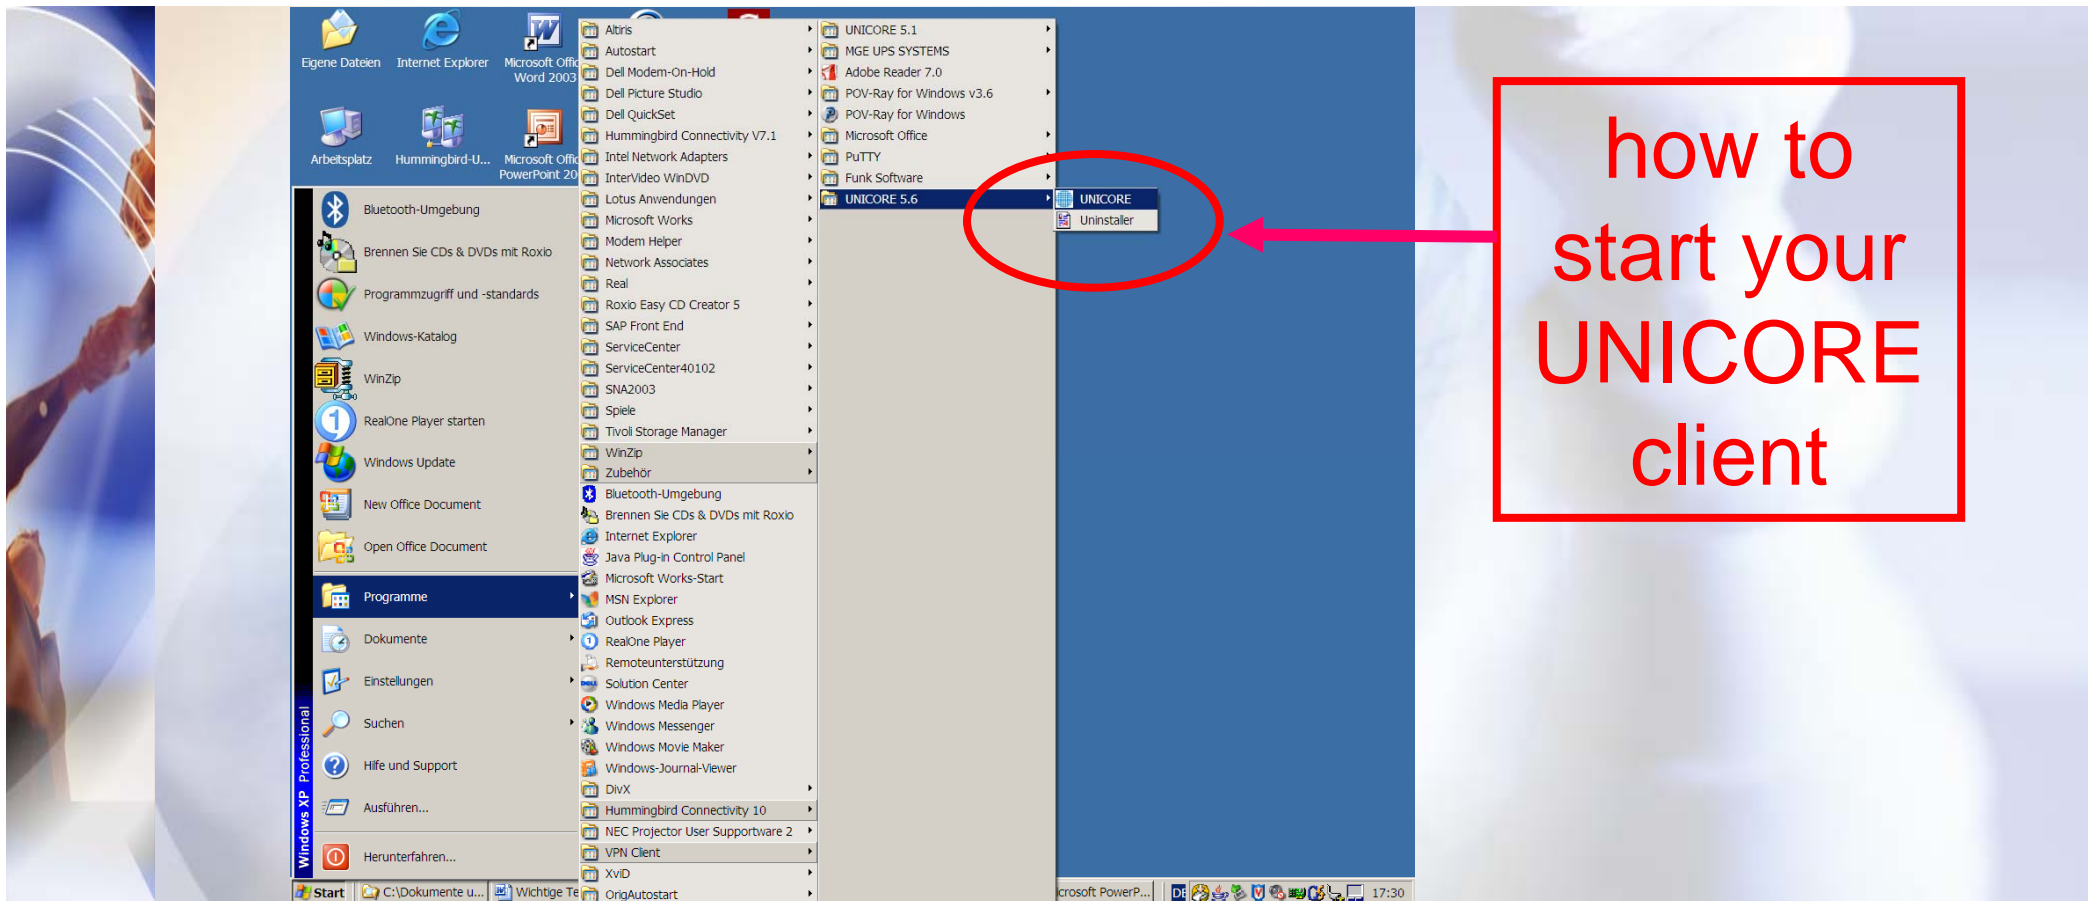 Eigene Dateien
Internet Explorer
Microsoft Offic
Word 2003
Arbeitsplatz
Hummingbird-U...
Microsoft Offic
PowerPoint 20
Bluetooth-Umgebung
Brennen Sie CDs & DVDs mit Roxio
Programmzugriff und -standards
Windows-Katalog
WinZip
RealOne Player starten
Windows Update
New Office Document
Open Office Document
Programme
Dokumente
Einstellungen
Suchen
Hilfe und Support
Ausführen...
Herunterfahren...
Windows XP Professional
Altiris
Autostart
Dell Modem-On-Hold
Dell Picture Studio
Dell QuickSet
Hummingbird Connectivity V7.1
Intel Network Adapters
InterVideo WinDVD
Lotus Anwendungen
Microsoft Works
Modem Helper
Network Associates
Real
Roxio Easy CD Creator 5
SAP Front End
ServiceCenter
ServiceCenter40102
SNA2003
Spiele
Tivoli Storage Manager
WinZip
Zubehör
Bluetooth-Umgebung
Brennen Sie CDs & DVDs mit Roxio
Internet Explorer
Java Plug-in Control Panel
Microsoft Works-Start
MSN Explorer
Outlook Express
RealOne Player
Remoteunterstützung
Solution Center
Windows Media Player
Windows Messenger
Windows Movie Maker
Windows-Journal-Viewer
DivX
Hummingbird Connectivity 10
NEC Projector User Supportware 2
VPN Client
XviD
OrigAutostart
UNICORE 5.1
MGE UPS SYSTEMS
Adobe Reader 7.0
POV-Ray for Windows v3.6
POV-Ray for Windows
Microsoft Office
PuTTY
Funk Software
UNICORE 5.6
UNICORE
Uninstaller
how to
start your
UNICORE
client
Start
C:\Dokumente u...
Wichtige Te
icrosoft PowerP...
DE
17:30